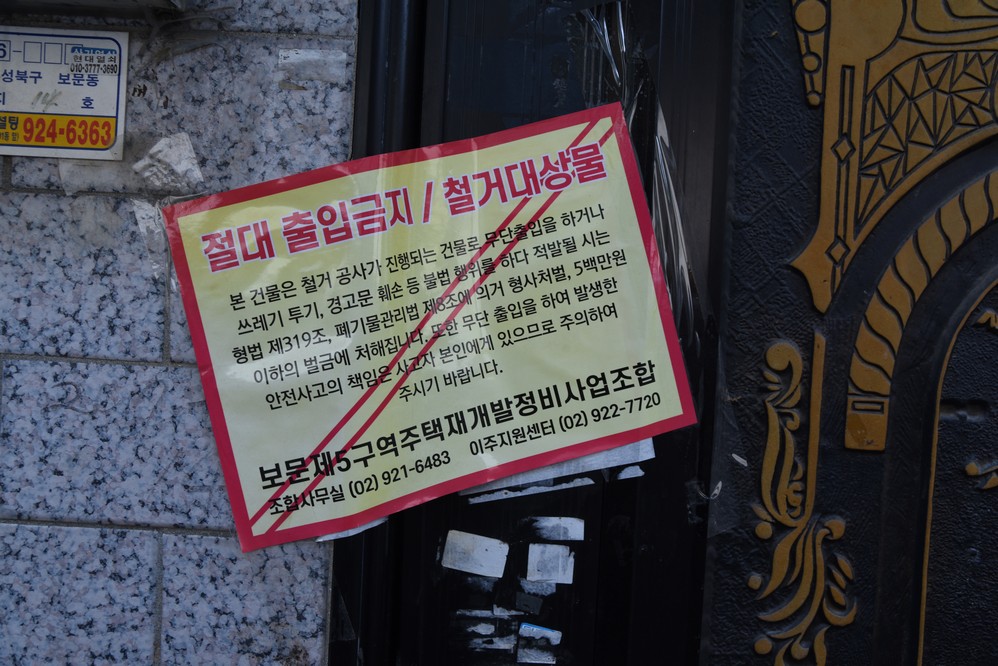 현대열쇠
010-3777-3690
성북구 보문동
호
924-6363
절대 출입금지 / 철거대상물
본 건물은 철거 공사가 진행되는 건물로 무단출입을 하거나
쓰레기 투기, 경고문 훼손 등 불법 행위를 하다 적발될 시는
형법 제319조, 폐기물관리법 제8조에 의거 형사처벌, 5백만원
이하의 벌금에 처해집니다. 또한 무단 출입을 하여 발생한
안전사고의 책임은 사고자 본인에게 있으므로 주의하여
주시기 바랍니다.
보문제5구역주택재개발정비사업조합
조합사무실 (02) 921-6483 이주지원센터 (02) 922-7720